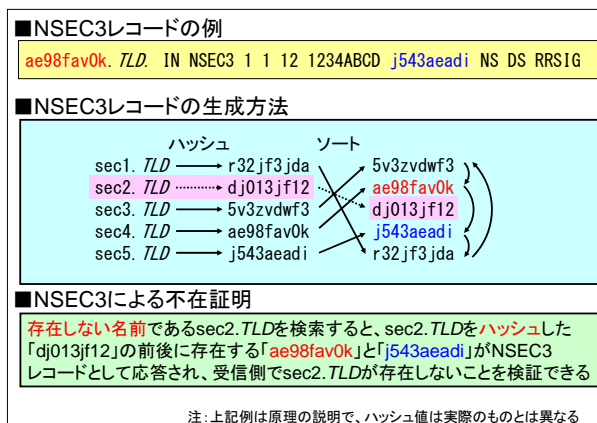 ■NSEC3レコードの例
ae98fav0k. TLD. IN NSEC3 1 1 12 1234ABCD j543aeadi NS DS RRSIG
■NSEC3レコードの生成方法
ハッシュ ソート
sec1. TLD r32jf3jda 5v3zvdwf3
sec2. TLD dj013jf12 ae98fav0k
sec3. TLD 5v3zvdwf3 dj013jf12
sec4. TLD ae98fav0k j543aeadi
sec5. TLD j543aeadi r32jf3jda
■NSEC3による不在証明
存在しない名前であるsec2.TLDを検索すると、sec2.TLDをハッシュした
「dj013jf12」の前後に存在する「ae98fav0k」と「j543aeadi」がNSEC3
レコードとして応答され、受信側でsec2.TLDが存在しないことを検証できる
注:上記例は原理の説明で、ハッシュ値は実際のものとは異なる